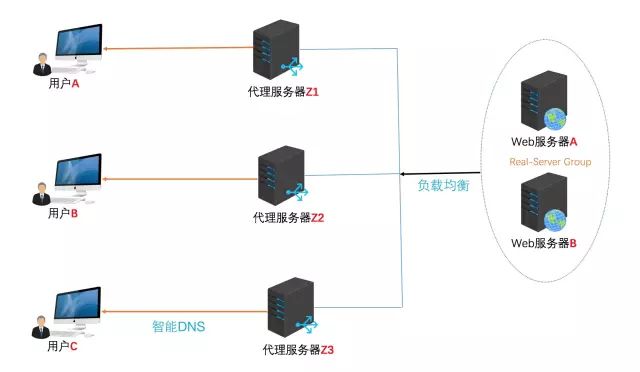 用户A
代理服务器Z1
Web服务器A
Real-Server Group
用户B
代理服务器Z2
负载均衡
Web服务器B
智能DNS
用户C
代理服务器Z3